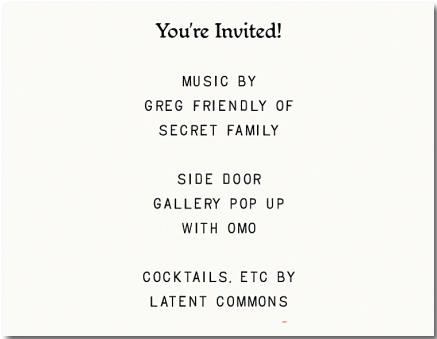 You're Invited!
MUSIC BY
GREG FRIENDLY OF
SECRET FAMILY
SIDE DOOR
GALLERY POP UP
WITH OMO
COCKTAILS, ETC BY
LATENT COMMONS